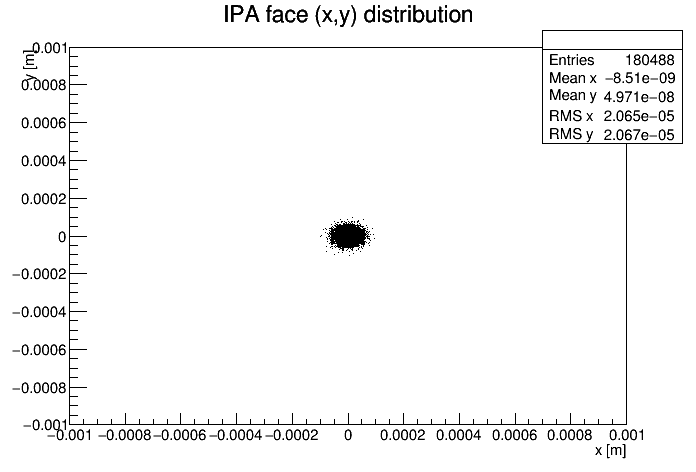 IPA face (x,y) distribution
Entries 180488
Mean x −8.51e−09
Mean y 4.971e−08
RMS x 2.065e−05
RMS y 2.067e−05
y [m]
0.001
0.0008
0.0006
0.0004
0.0002
0
−0.0002
−0.0004
−0.0006
−0.0008
−0.001
−0.001 −0.0008 −0.0006 −0.0004 −0.0002 0 0.0002 0.0004 0.0006 0.0008 0.001
x [m]